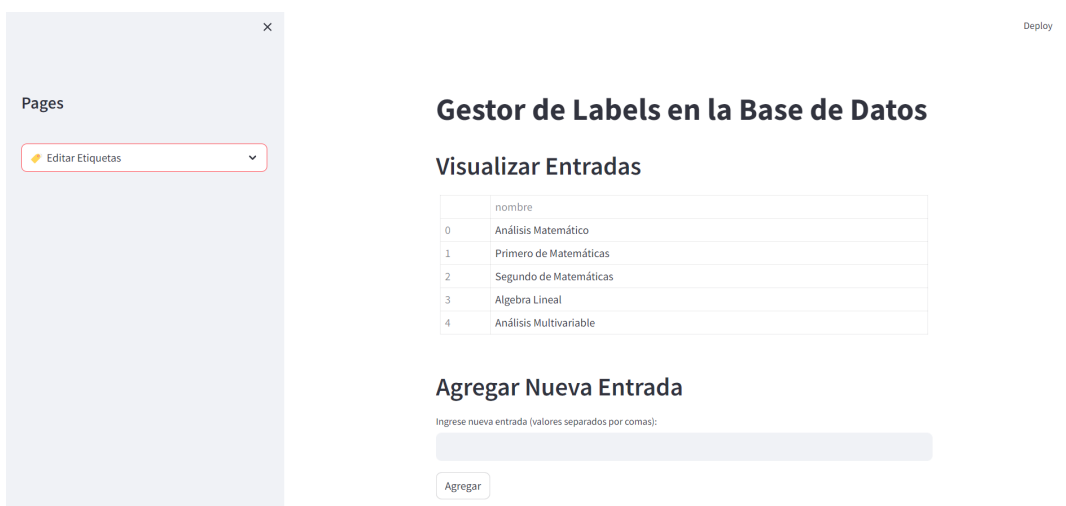 Deploy
Pages
Editar Etiquetas
Gestor de Labels en la Base de Datos
Visualizar Entradas
nombre
0 Análisis Matemático
1 Primero de Matemáticas
2 Segundo de Matemáticas
3 Algebra Lineal
4 Análisis Multivariable
Agregar Nueva Entrada
Ingrese nueva entrada (valores separados por comas):
Agregar